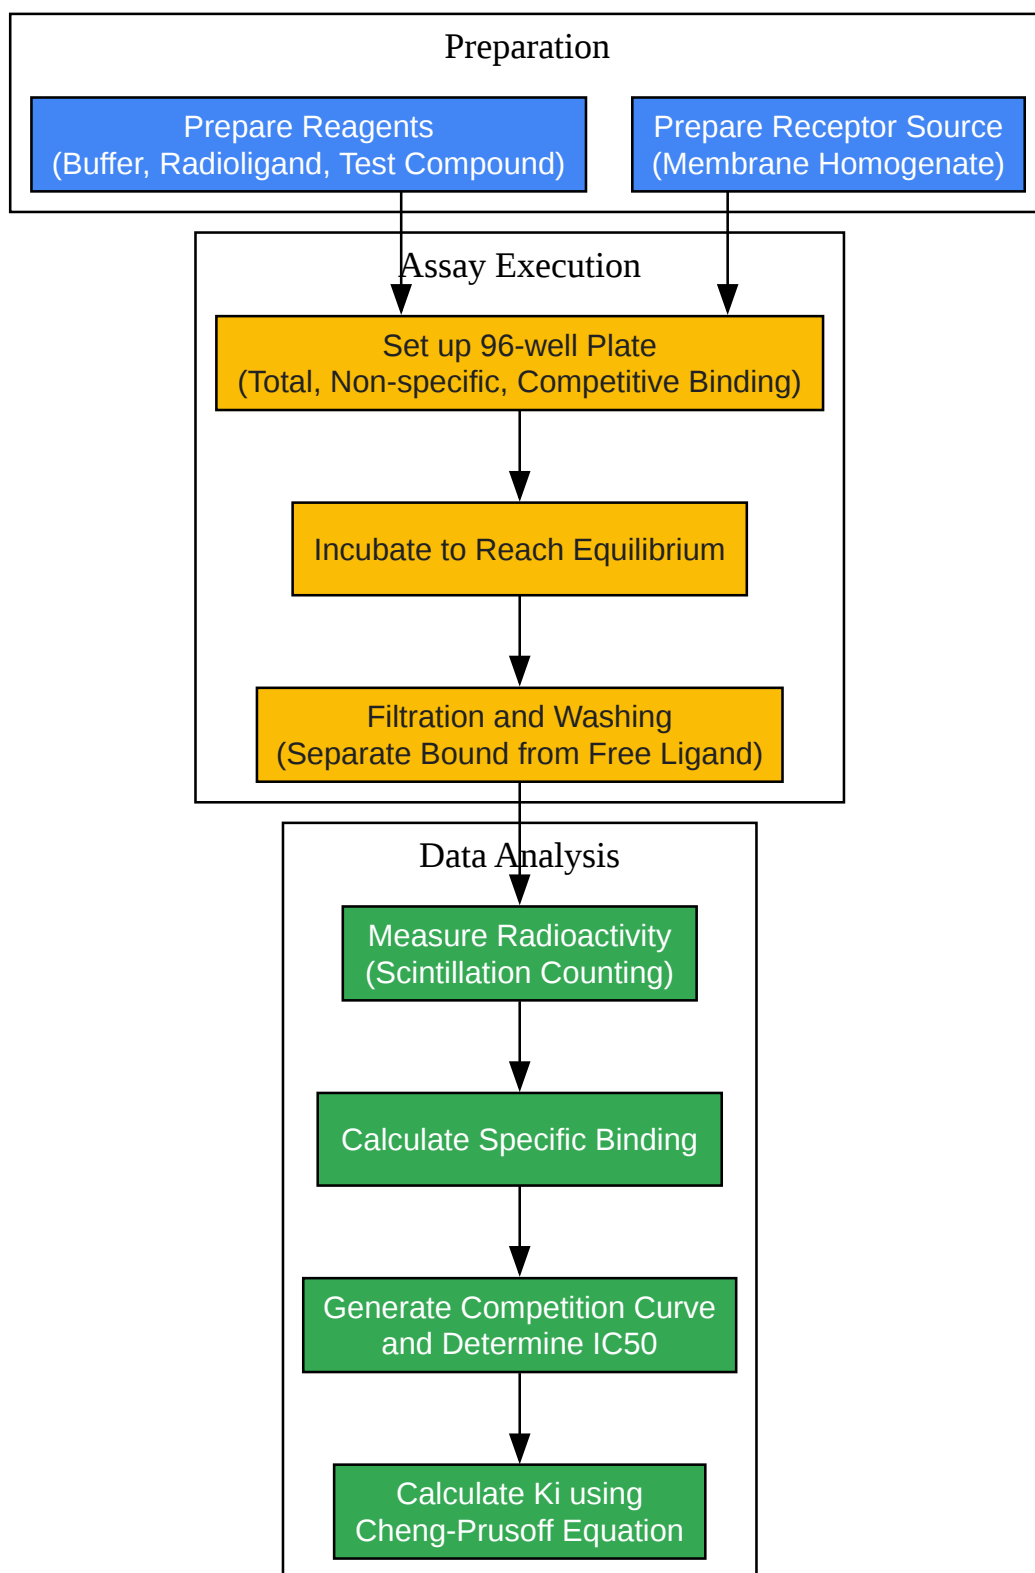 Preparation
Prepare Reagents
(Buffer, Radioligand, Test Compound)
Prepare Receptor Source
(Membrane Homogenate)
Assay Execution
Set up 96-well Plate
(Total, Non-specific, Competitive Binding)
Incubate to Reach Equilibrium
Filtration and Washing
(Separate Bound from Free Ligand)
Data Analysis
Measure Radioactivity
(Scintillation Counting)
Calculate Specific Binding
Generate Competition Curve
and Determine IC50
Calculate Ki using
Cheng-Prusoff Equation